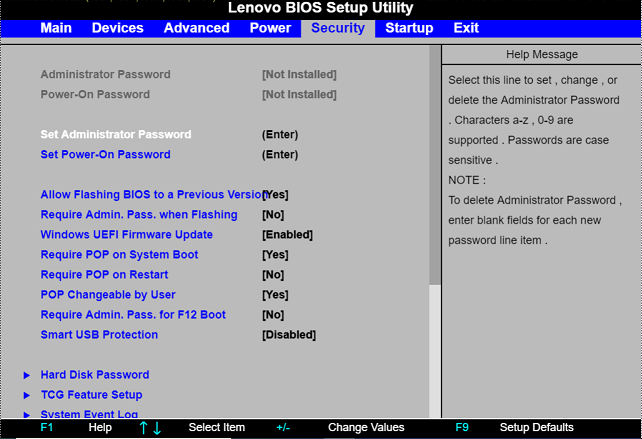 Lenovo BIOS Setup Utility
Main Devices Advanced Power Security Startup Exit
Administrator Password [Not Installed]
Power-On Password [Not Installed]
Set Administrator Password (Enter)
Set Power-On Password (Enter)
Allow Flashing BIOS to a Previous Version [Yes]
Require Admin. Pass. when Flashing [No]
Windows UEFI Firmware Update [Enabled]
Require POP on System Boot [Yes]
Require POP on Restart [No]
POP Changeable by User [Yes]
Require Admin. Pass. for F12 Boot [No]
Smart USB Protection [Disabled]
Hard Disk Password
TCG Feature Setup
System Event Log
Help Message
Select this line to set , change , or
delete the Administrator Password
. Characters a-z , 0-9 are
supported . Passwords are case
sensitive .
NOTE :
To delete Administrator Password ,
enter blank fields for each new
password line item .
F1 Help ↑↓ Select Item +/- Change Values F9 Setup Defaults